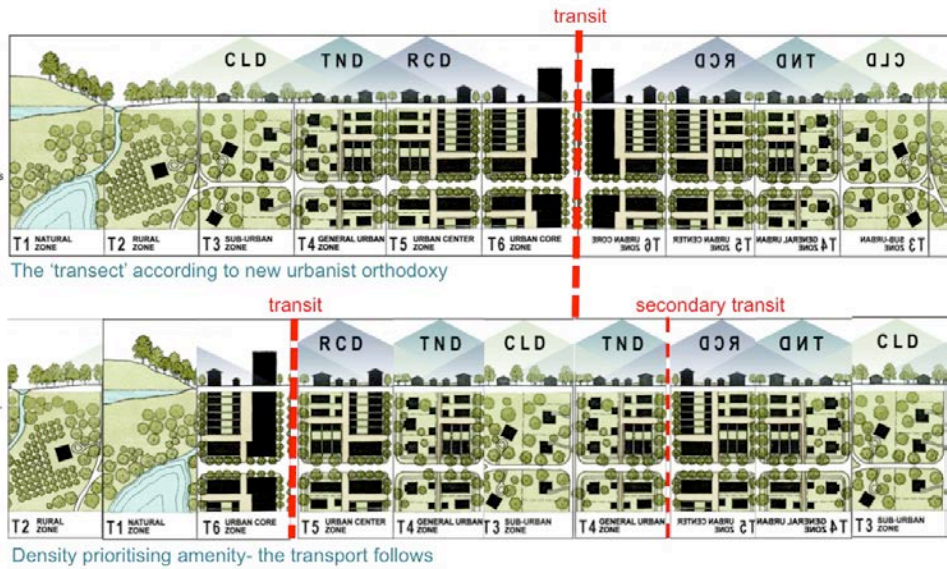 transit
CLD TND RCD RCD TND CLD
T1 NATURAL ZONE
T2 RURAL ZONE
T3 SUB-URBAN ZONE
T4 GENERAL URBAN ZONE
T5 URBAN CENTER ZONE
T6 URBAN CORE ZONE
T6 URBAN CORE ZONE
T5 URBAN CENTER ZONE
T4 GENERAL URBAN ZONE
T3 SUB-URBAN ZONE
The 'transect' according to new urbanist orthodoxy
transit secondary transit
RCD TND CLD TND RCD TND CLD
T2 RURAL ZONE
T1 NATURAL ZONE
T6 URBAN CORE ZONE
T5 URBAN CENTER ZONE
T4 GENERAL URBAN ZONE
T3 SUB-URBAN ZONE
T4 GENERAL URBAN ZONE
T5 URBAN CENTER ZONE
T4 GENERAL URBAN ZONE
T3 SUB-URBAN ZONE
Density prioritising amenity- the transport follows